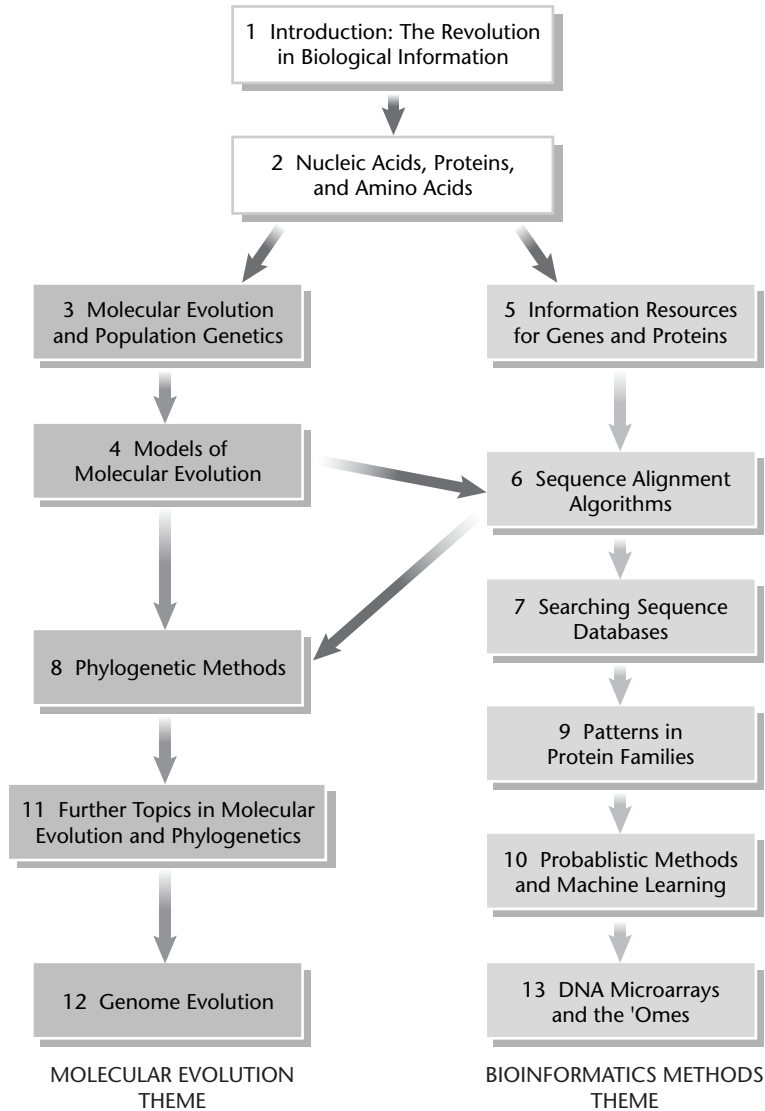 1 Introduction: The Revolution
in Biological Information
2 Nucleic Acids, Proteins,
and Amino Acids
3 Molecular Evolution
and Population Genetics
5 Information Resources
for Genes and Proteins
4 Models of
Molecular Evolution
6 Sequence Alignment
Algorithms
7 Searching Sequence
Databases
8 Phylogenetic Methods
9 Patterns in
Protein Families
11 Further Topics in Molecular
Evolution and Phylogenetics
10 Probablistic Methods
and Machine Learning
12 Genome Evolution
13 DNA Microarrays
and the 'Omes
MOLECULAR EVOLUTION
THEME
BIOINFORMATICS METHODS
THEME